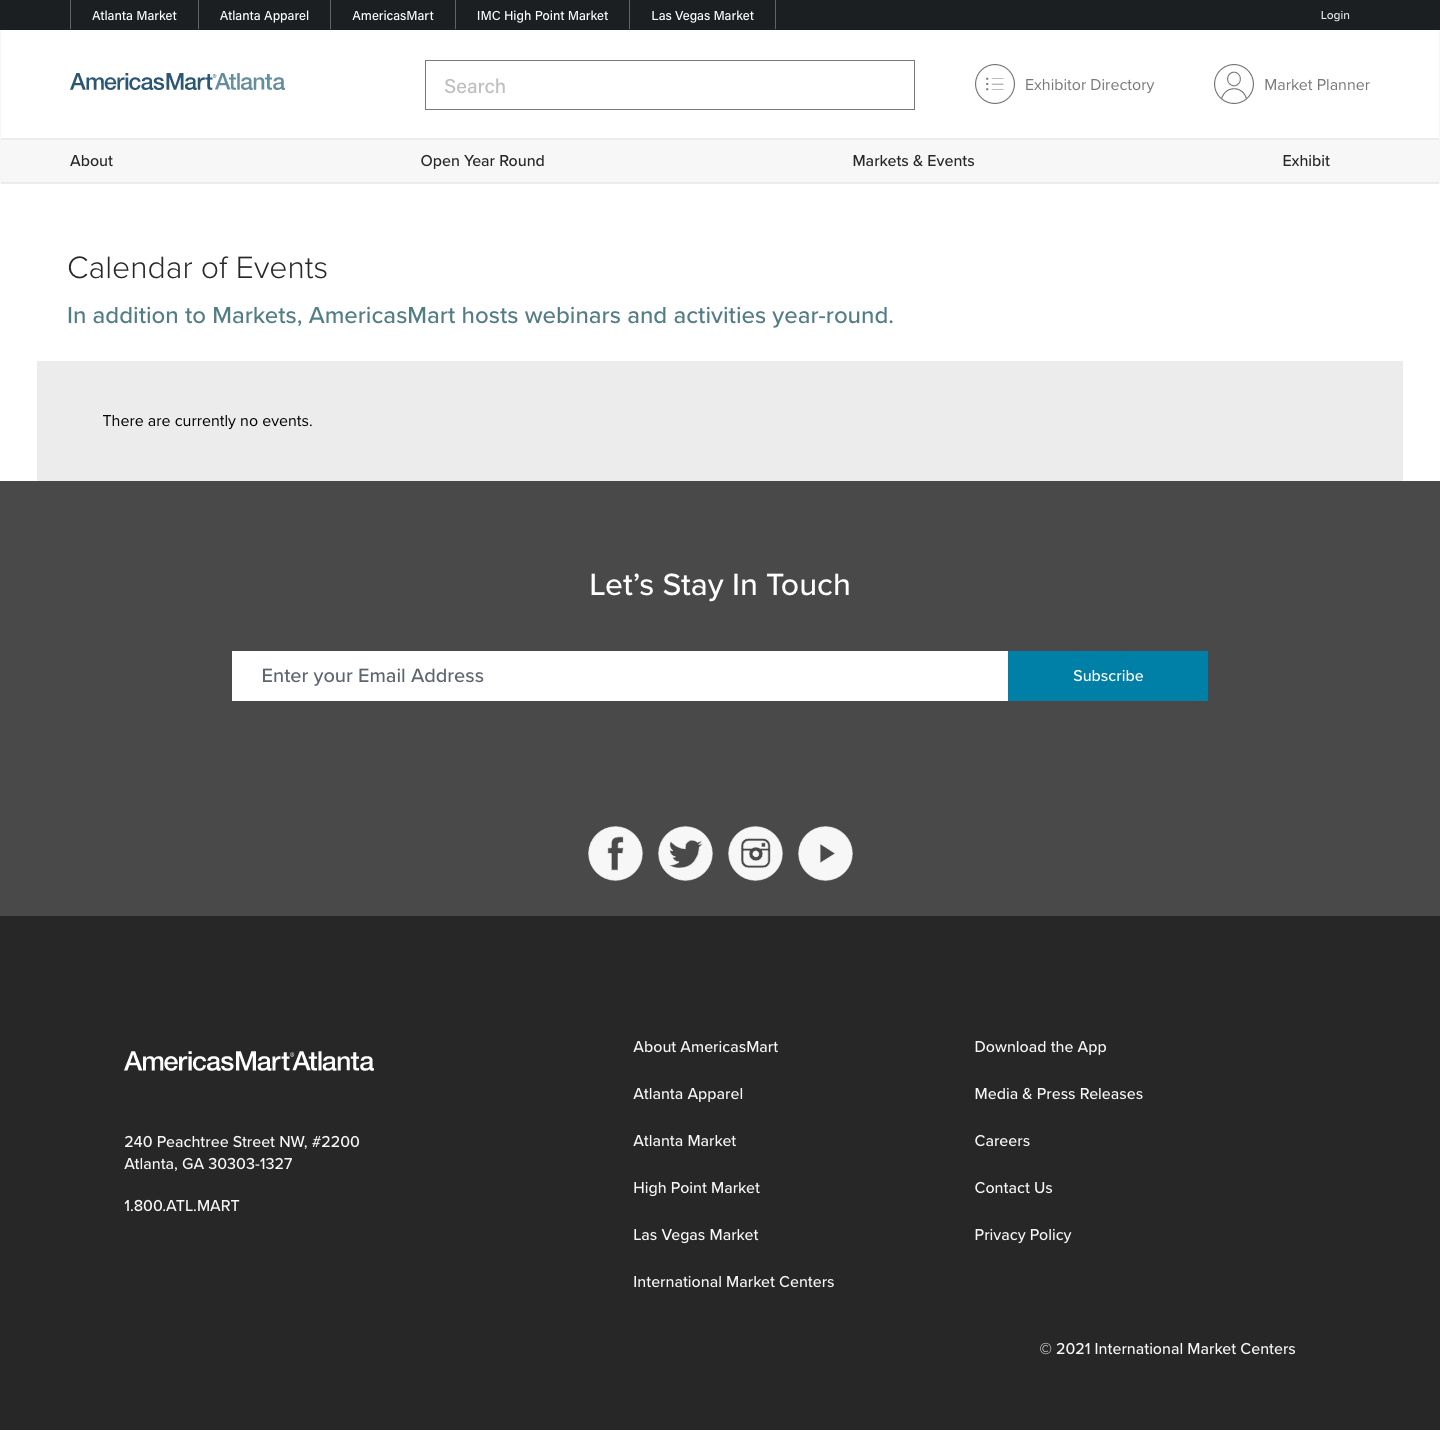 Atlanta Market
Atlanta Apparel
AmericasMart
IMC High Point Market
Las Vegas Market
Login
AmericasMart®Atlanta
Search
Exhibitor Directory
Market Planner
About
Open Year Round
Markets & Events
Exhibit
Calendar of Events
In addition to Markets, AmericasMart hosts webinars and activities year-round.
There are currently no events.
Let’s Stay In Touch
Enter your Email Address
Subscribe
AmericasMart®Atlanta
240 Peachtree Street NW, #2200
Atlanta, GA 30303-1327
1.800.ATL.MART
About AmericasMart
Atlanta Apparel
Atlanta Market
High Point Market
Las Vegas Market
International Market Centers
Download the App
Media & Press Releases
Careers
Contact Us
Privacy Policy
© 2021 International Market Centers